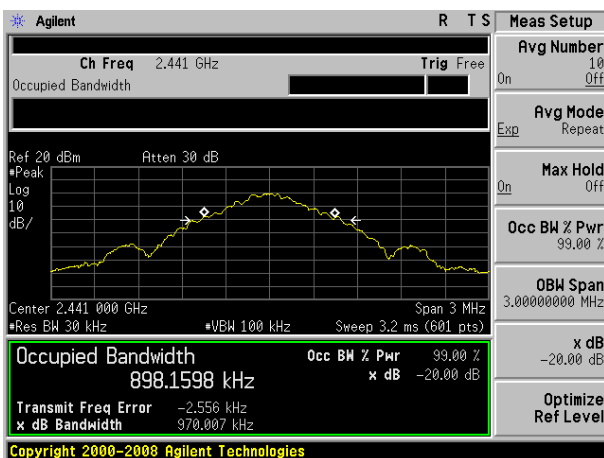 Agilent R T S Meas Setup
Avg Number
10
On Off
Ch Freq 2.441 GHz Trig Free
Occupied Bandwidth
Avg Mode
Exp Repeat
Ref 20 dBm Atten 30 dB
#Peak
Log
10
dB/
Max Hold
On Off
Occ BW % Pwr
99.00 %
OBW Span
3.00000000 MHz
Center 2.441 000 GHz Span 3 MHz
#Res BW 30 kHz #VBW 100 kHz Sweep 3.2 ms (601 pts)
x dB
-20.00 dB
Occupied Bandwidth Occ BW % Pwr 99.00 %
898.1598 kHz x dB -20.00 dB
Transmit Freq Error -2.556 kHz
x dB Bandwidth 970.007 kHz
Optimize
Ref Level
Copyright 2000-2008 Agilent Technologies